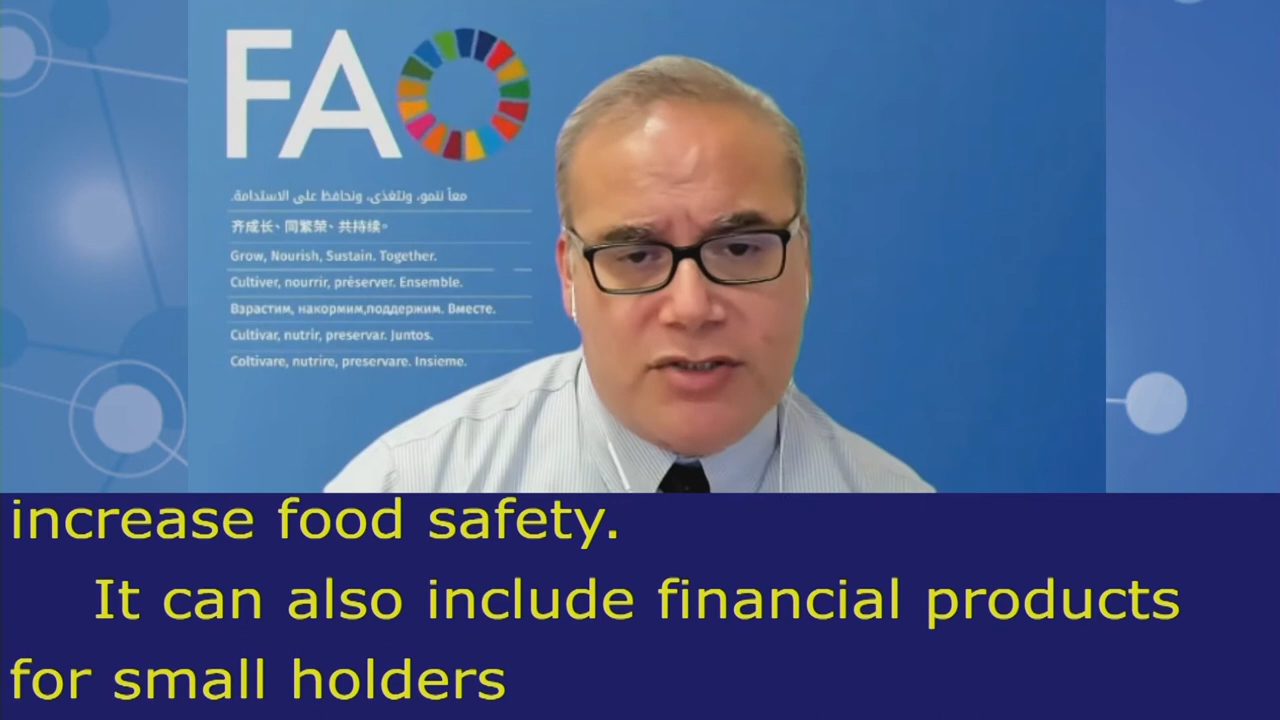 FAO
معاً ننمو، ونتغذى، ونحافظ على الاستدامة.
齐成长、同繁荣、共持续。
Grow, Nourish, Sustain. Together.
Cultiver, nourrir, préserver. Ensemble.
Взрастим, накормим,поддержим. Вместе.
Cultivar, nutrir, preservar. Juntos.
Coltivare, nutrire, preservare. Insieme.
increase food safety.
It can also include financial products
for small holders